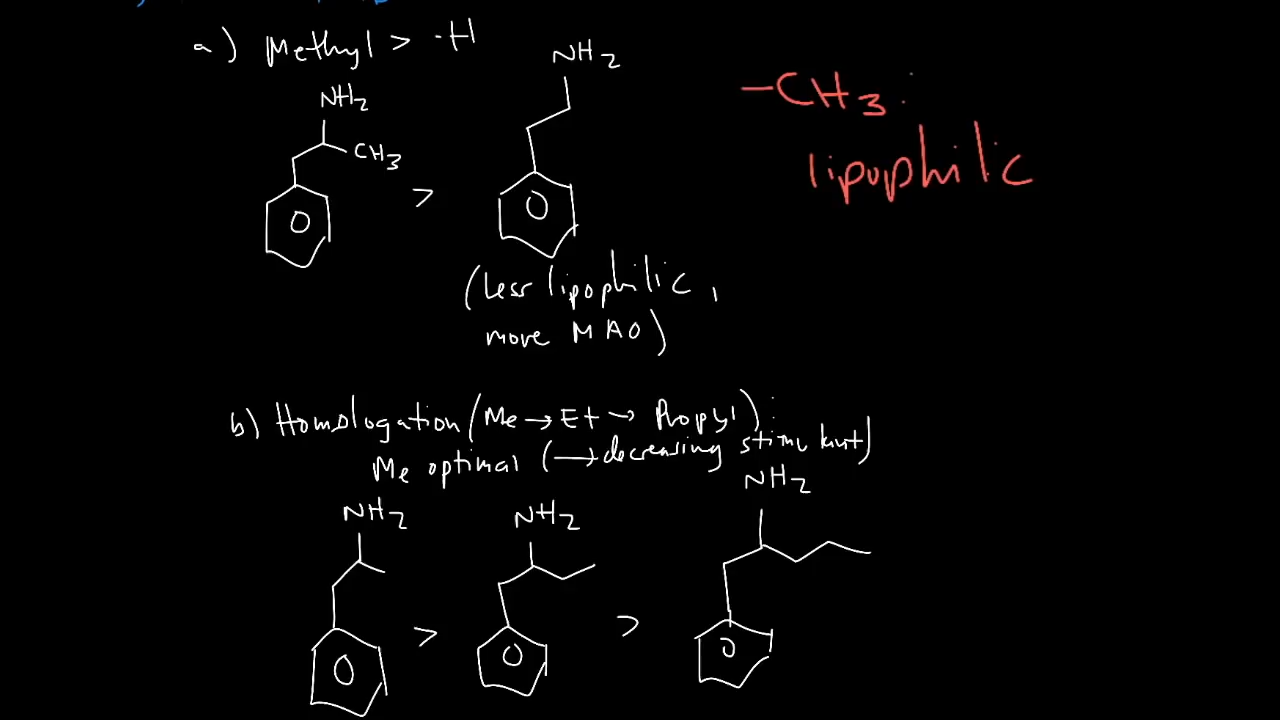 a) Methyl > -H
NH2
CH3
>
NH2
(less lipophilic,
more MAO)
-CH3:
lipophilic
b) Homologation (Me → Et → Propyl):
Me optimal (→ decreasing stimulant)
NH2
>
NH2
>
NH2